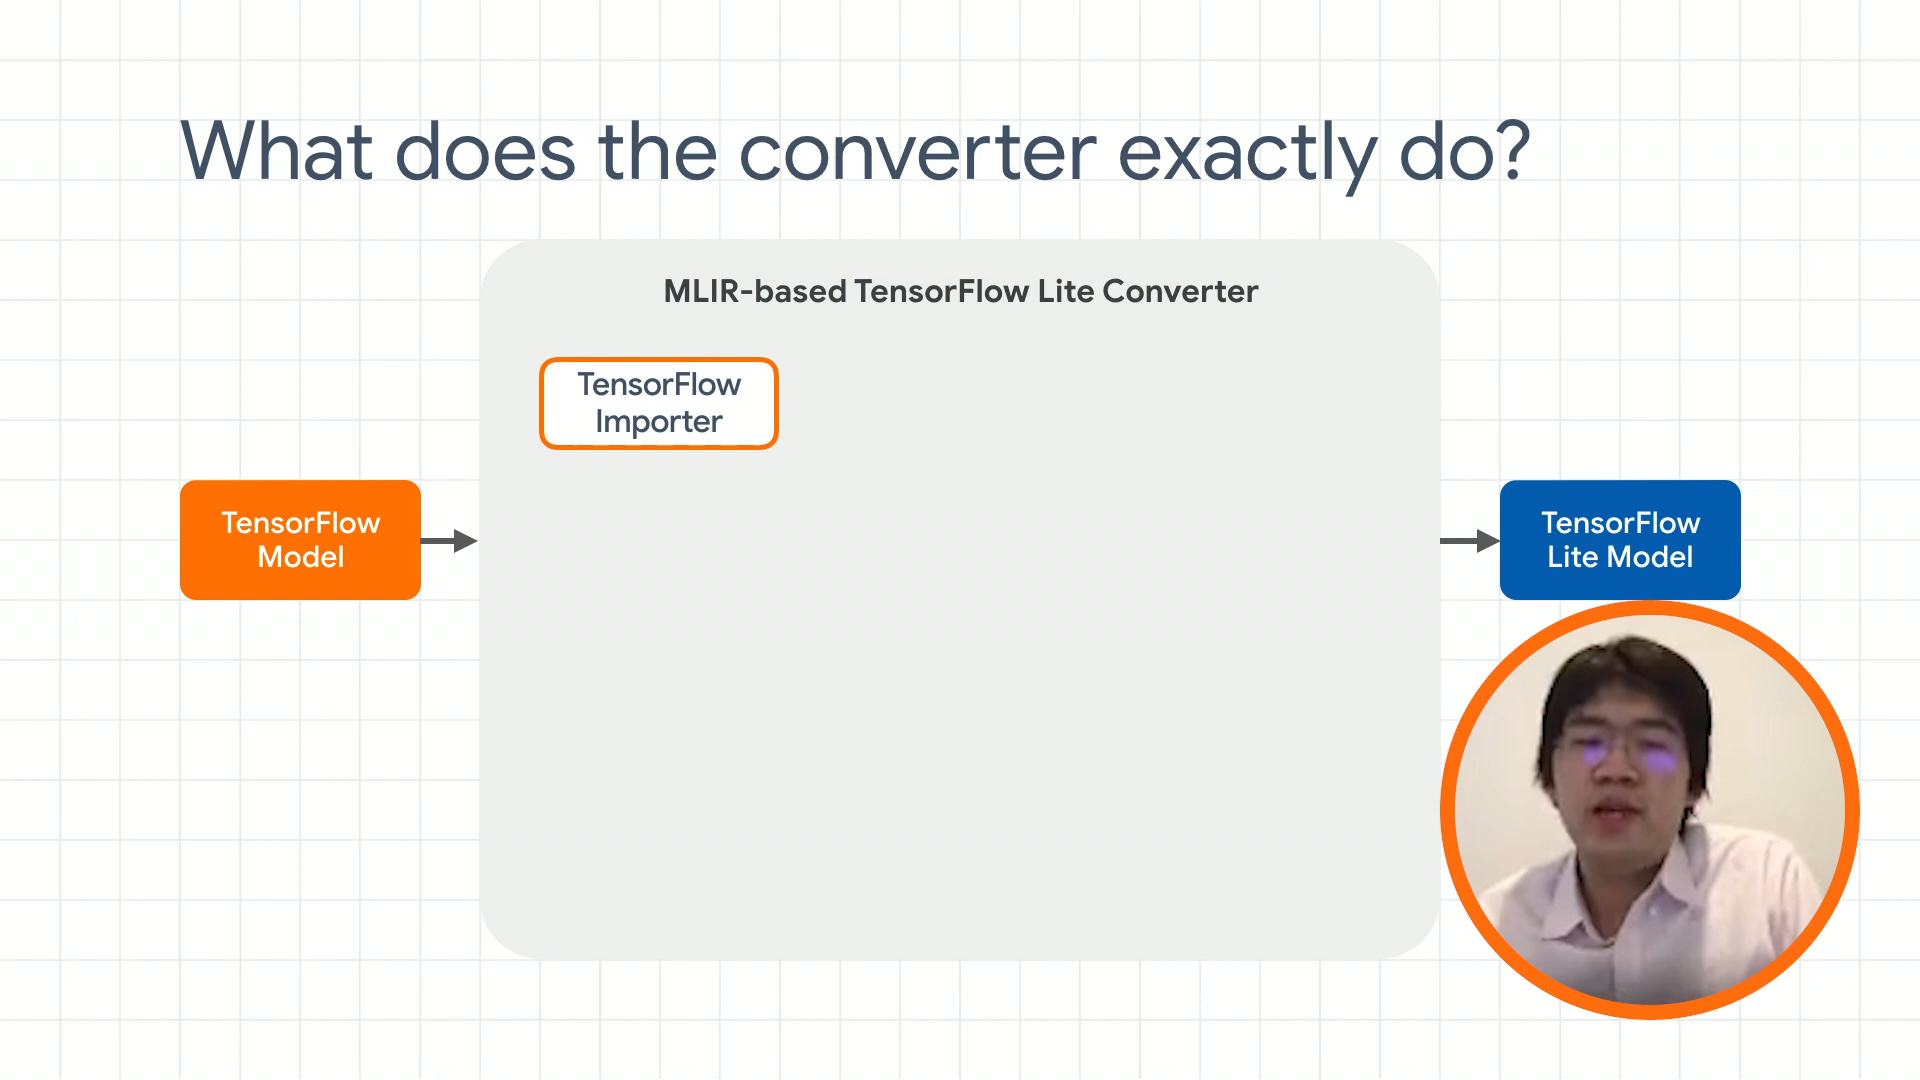 What does the converter exactly do?
MLIR-based TensorFlow Lite Converter
TensorFlow
Importer
TensorFlow
Model
TensorFlow
Lite Model